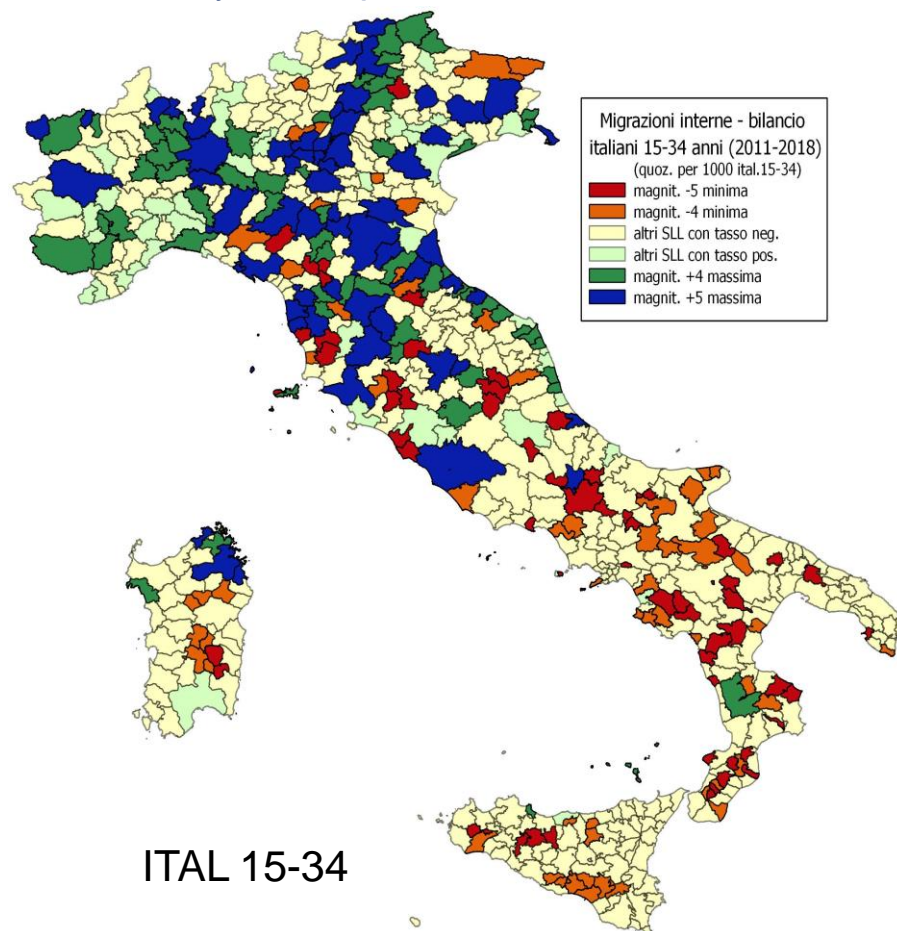 Migrazioni interne - bilancio
italiani 15-34 anni (2011-2018)
(quoz. per 1000 ital.15-34)
magnit. -5 minima
magnit. -4 minima
altri SLL con tasso neg.
altri SLL con tasso pos.
magnit. +4 massima
magnit. +5 massima
ITAL 15-34